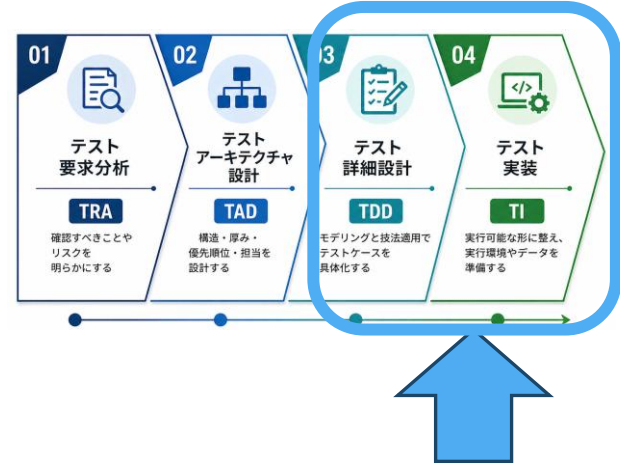 01
テスト
要求分析
TRA
確認すべきことや
リスクを
明らかにする
02
テスト
アーキテクチャ
設計
TAD
構造・厚み・
優先順位・担当を
設計する
03
テスト
詳細設計
TDD
モデリングと技法適用で
テストケースを
具体化する
04
</>
テスト
実装
TI
実行可能な形に整え、
実行環境やデータを
準備する